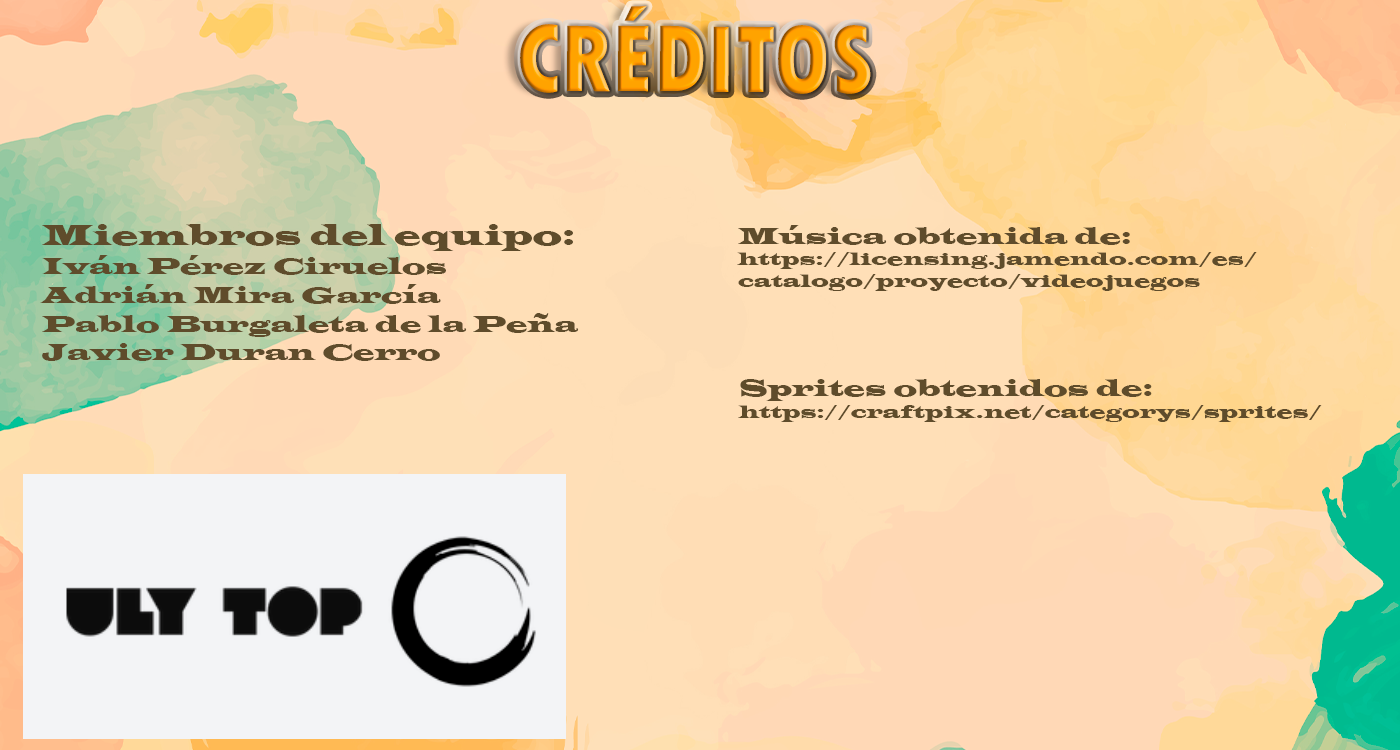 CRÉDITOS
Miembros del equipo:
Iván Pérez Ciruelos
Adrián Mira García
Pablo Burgaleta de la Peña
Javier Duran Cerro
Música obtenida de:
https://licensing.jamendo.com/es/
catalogo/proyecto/videojuegos
Sprites obtenidos de:
https://craftpix.net/categorys/sprites/
ULY TOP